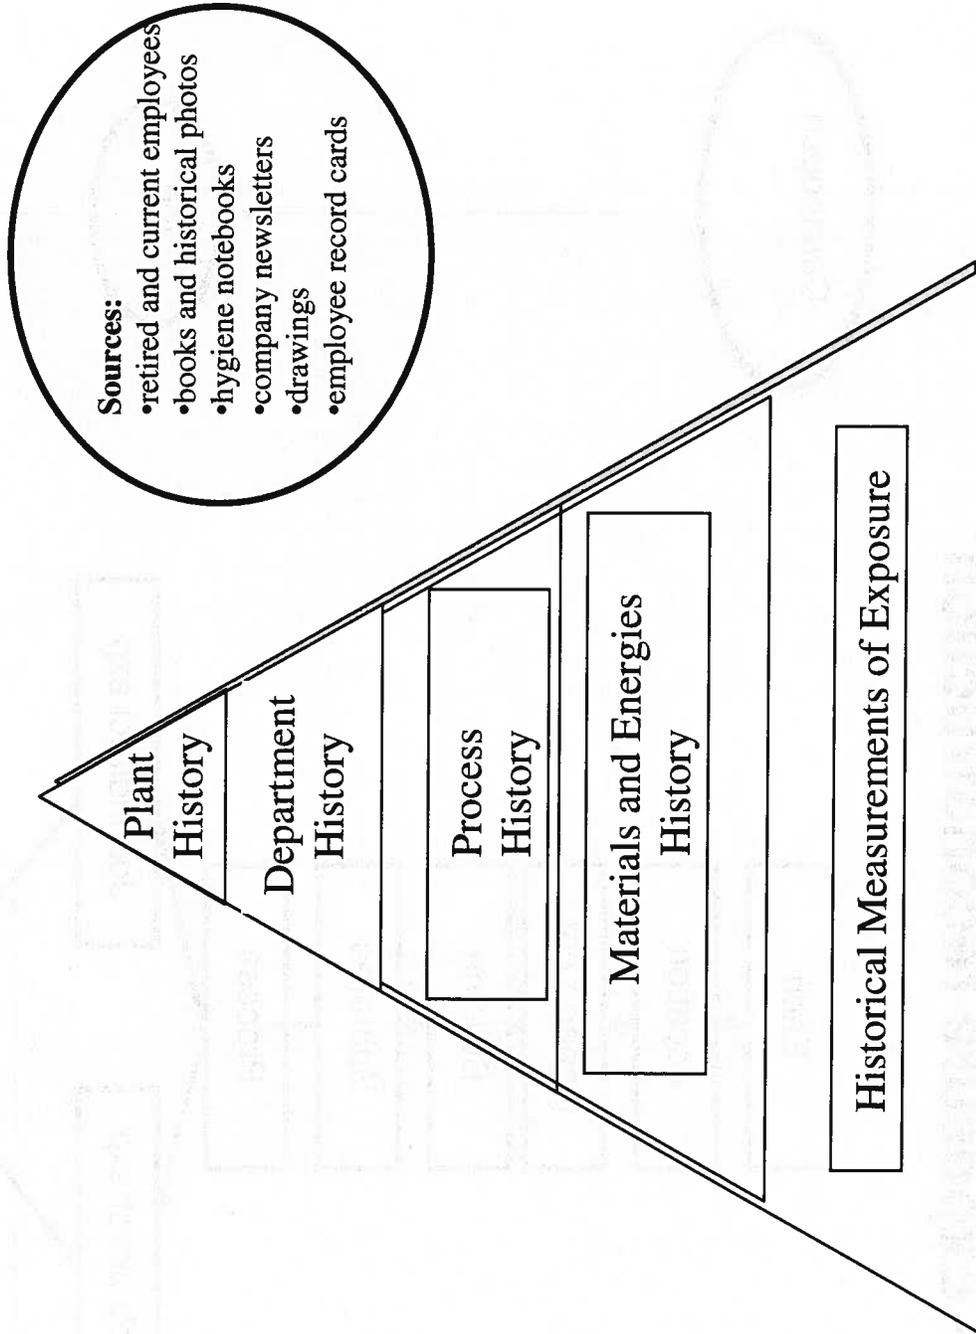 Plant
History
Department
History
Process
History
Materials and Energies
History
Historical Measurements of Exposure
Sources:
•retired and current employees
•books and historical photos
•hygiene notebooks
•company newsletters
•drawings
•employee record cards